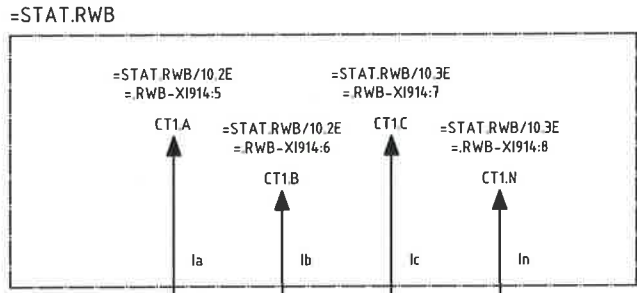 =STAT.RWB
=STAT.RWB/10.2E
=.RWB-XI914:5
CT1.A
=STAT.RWB/10.2E
=.RWB-XI914:6
CT1.B
=STAT.RWB/10.3E
=.RWB-XI914:7
CT1.C
=STAT.RWB/10.3E
=.RWB-XI914:8
CT1.N
Ia
Ib
Ic
In